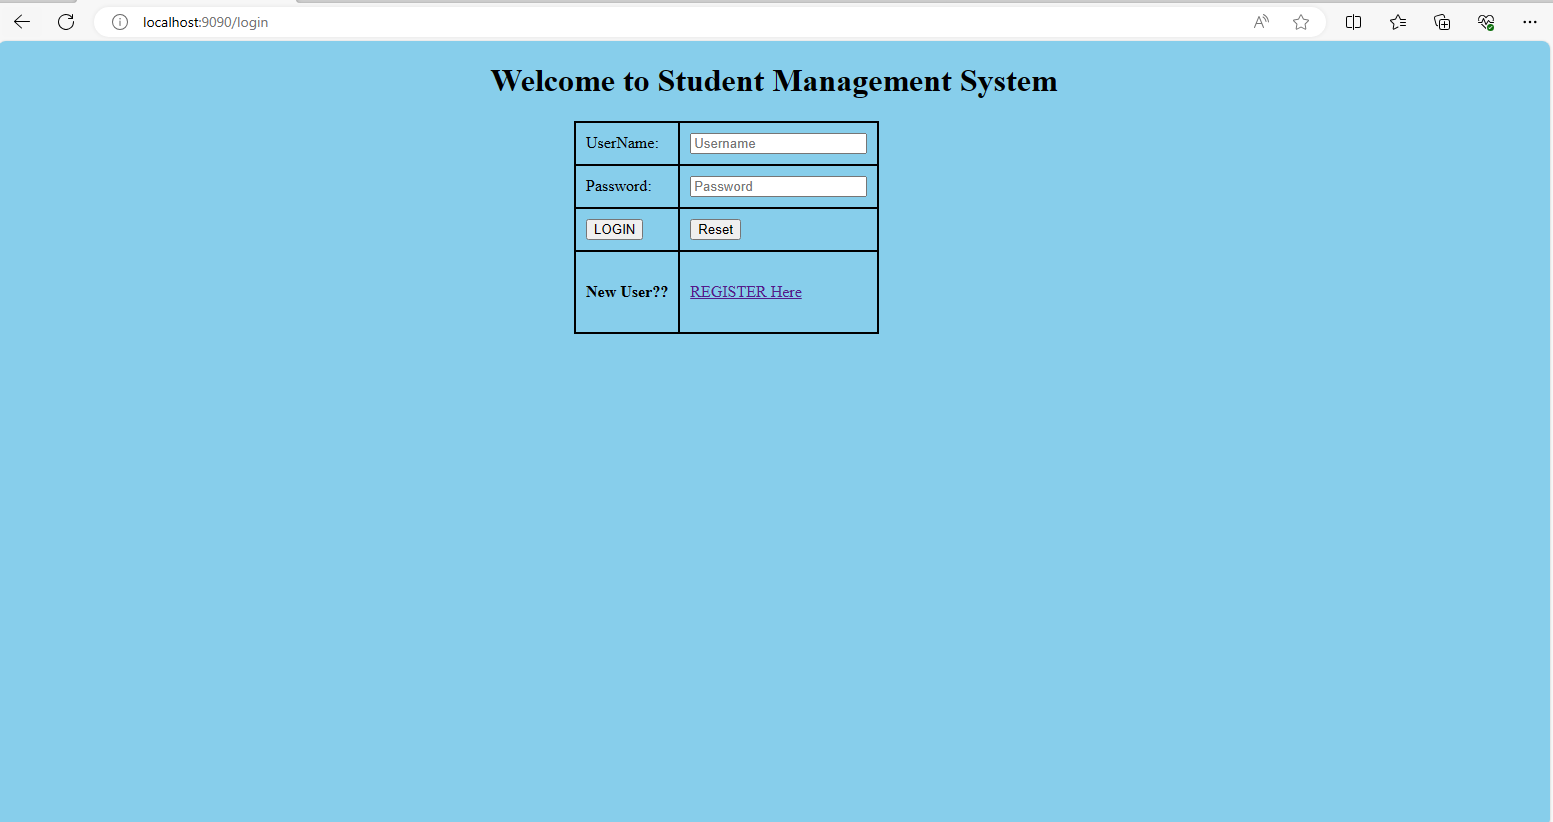 localhost:9090/login
Welcome to Student Management System
UserName: Username
Password: Password
LOGIN Reset
New User?? REGISTER Here